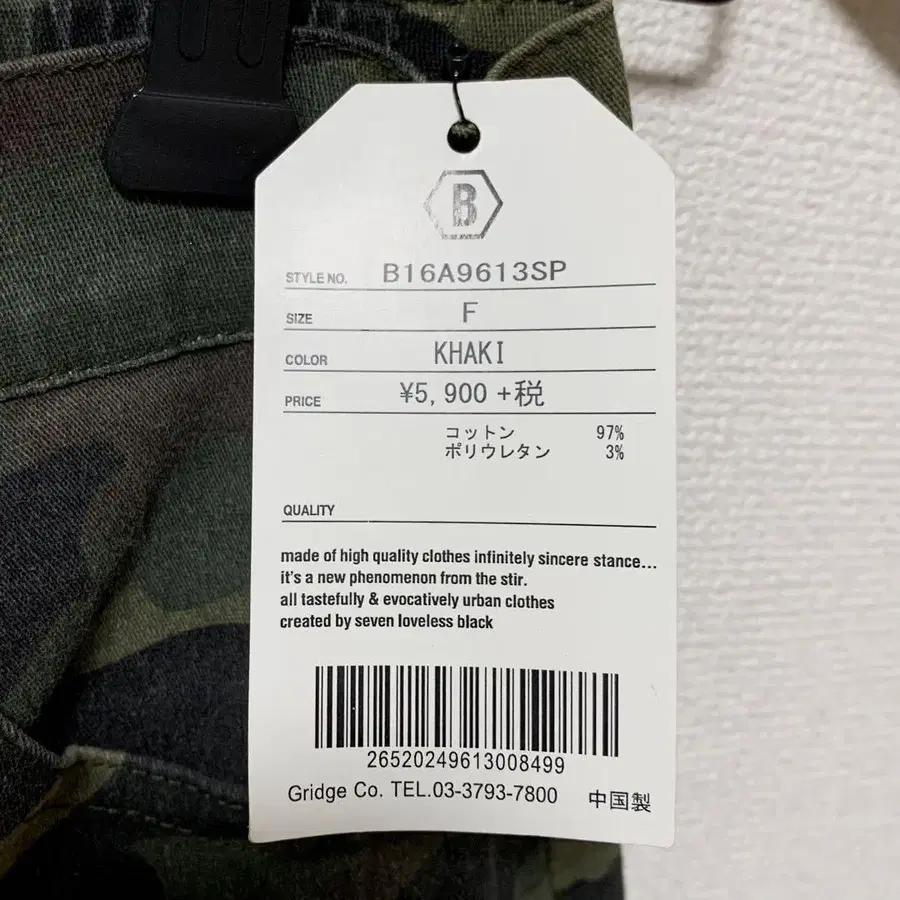 B
STYLE NO. B16A9613SP
SIZE F
COLOR KHAKI
PRICE ¥5,900 +税
コットン 97%
ポリウレタン 3%
QUALITY
made of high quality clothes infinitely sincere stance...
it's a new phenomenon from the stir.
all tastefully & evocatively urban clothes
created by seven loveless black
26520249613008499
Gridge Co. TEL.03-3793-7800 中国製